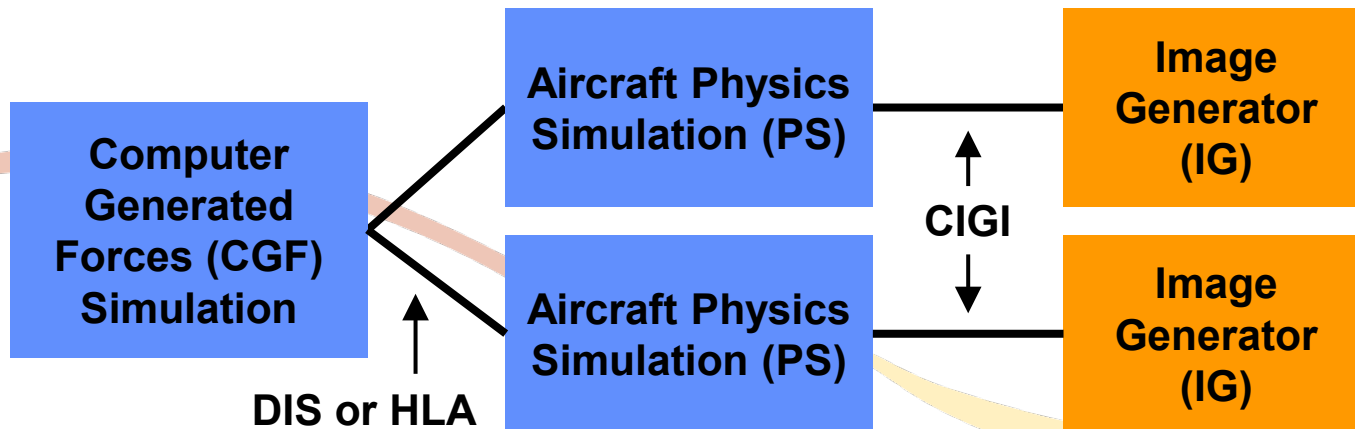 Computer
Generated
Forces (CGF)
Simulation
DIS or HLA
Aircraft Physics
Simulation (PS)
Aircraft Physics
Simulation (PS)
CIGI
Image
Generator
(IG)
Image
Generator
(IG)